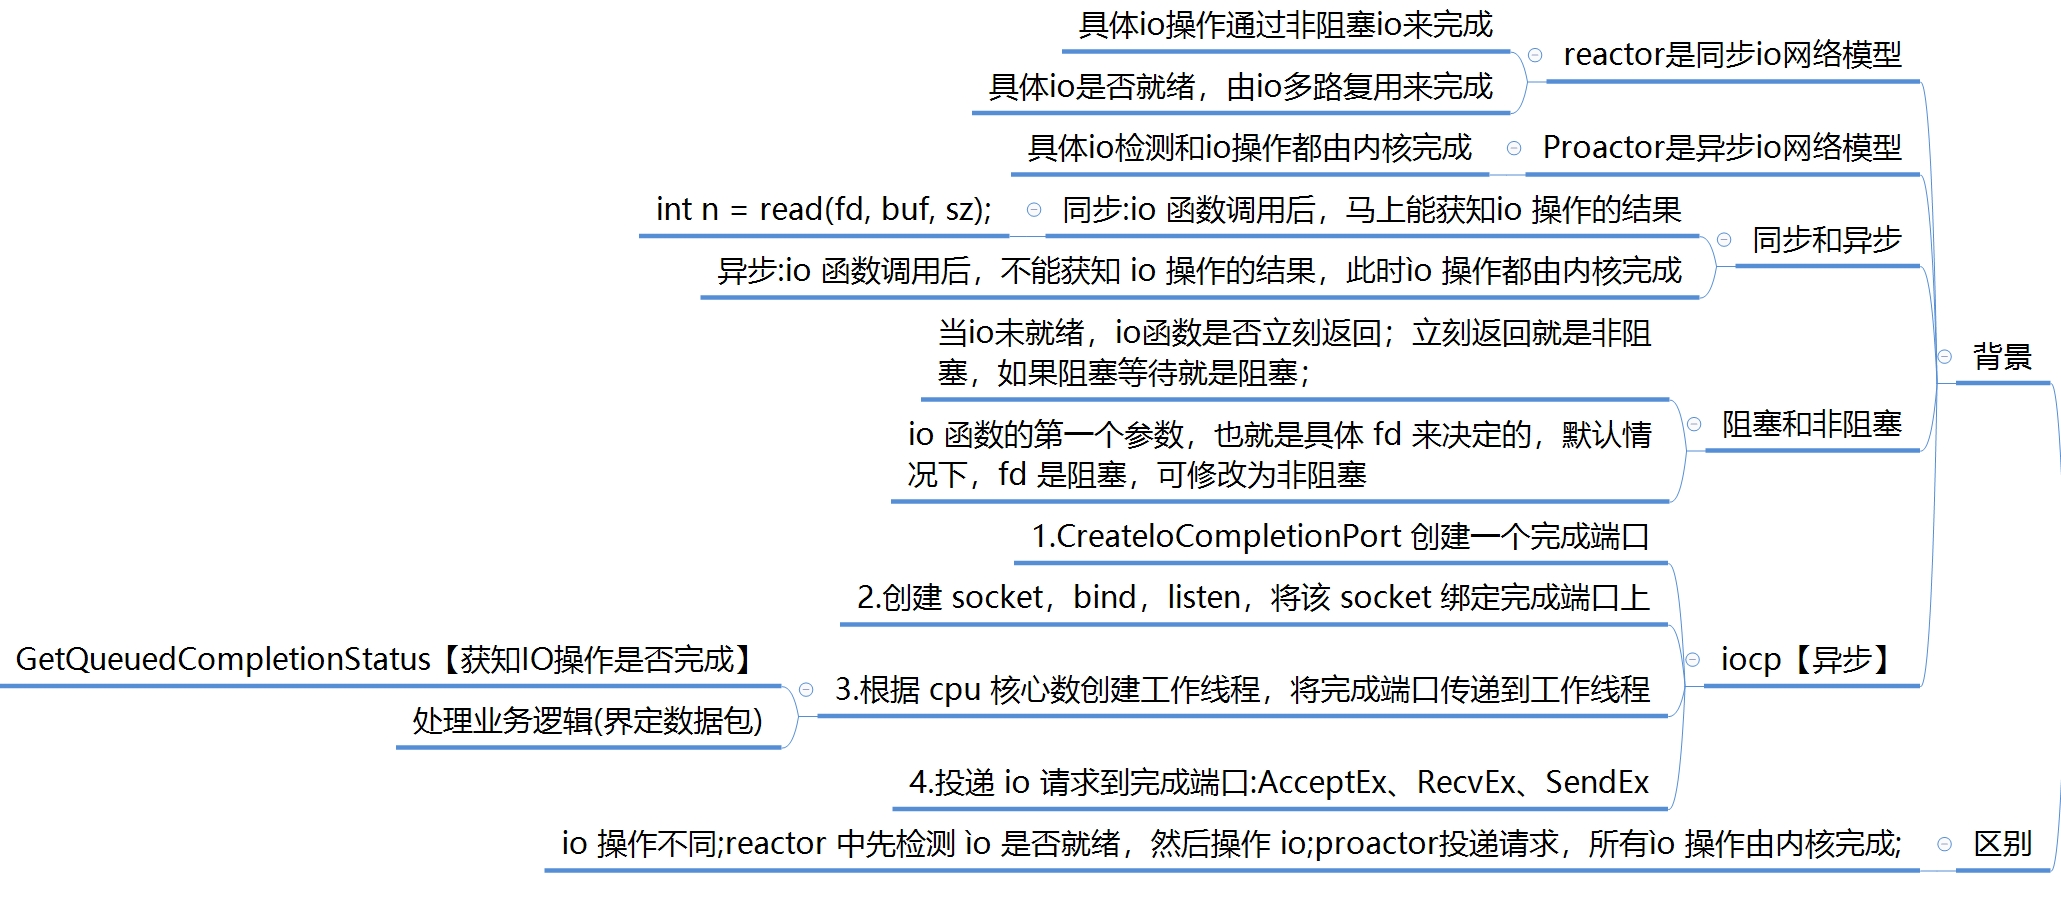 具体io操作通过非阻塞io来完成
reactor是同步io网络模型
具体io是否就绪，由io多路复用来完成
具体io检测和io操作都由内核完成
Proactor是异步io网络模型
int n = read(fd, buf, sz);
同步:io 函数调用后，马上能获知io 操作的结果
同步和异步
异步:io 函数调用后，不能获知 io 操作的结果，此时ìo 操作都由内核完成
当io未就绪，io函数是否立刻返回；立刻返回就是非阻
塞，如果阻塞等待就是阻塞；
背景
阻塞和非阻塞
io 函数的第一个参数，也就是具体 fd 来决定的，默认情
况下，fd 是阻塞，可修改为非阻塞
1.CreateloCompletionPort 创建一个完成端口
2.创建 socket，bind，listen，将该 socket 绑定完成端口上
GetQueuedCompletionStatus【获知IO操作是否完成】
iocp【异步】
3.根据 cpu 核心数创建工作线程，将完成端口传递到工作线程
处理业务逻辑(界定数据包)
4.投递 io 请求到完成端口:AcceptEx、RecvEx、SendEx
io 操作不同;reactor 中先检测 ìo 是否就绪，然后操作 io;proactor投递请求，所有ìo 操作由内核完成;
区别